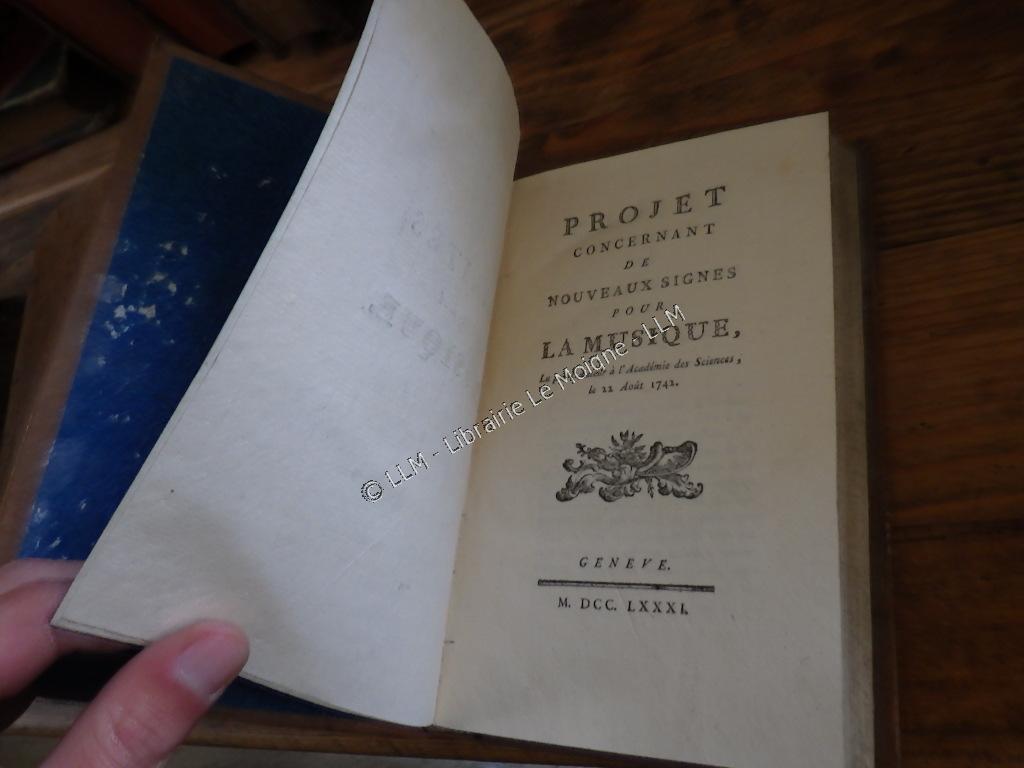 PROJET
CONCERNANT
DE
NOUVEAUX SIGNES
POUR
LA MUSIQUE,
à l'Académie des Sciences,
le 22 Août 1742.
GENEVE.
M. DCC. LXXXI.
© LLM - Librairie Le Moigne - LLM